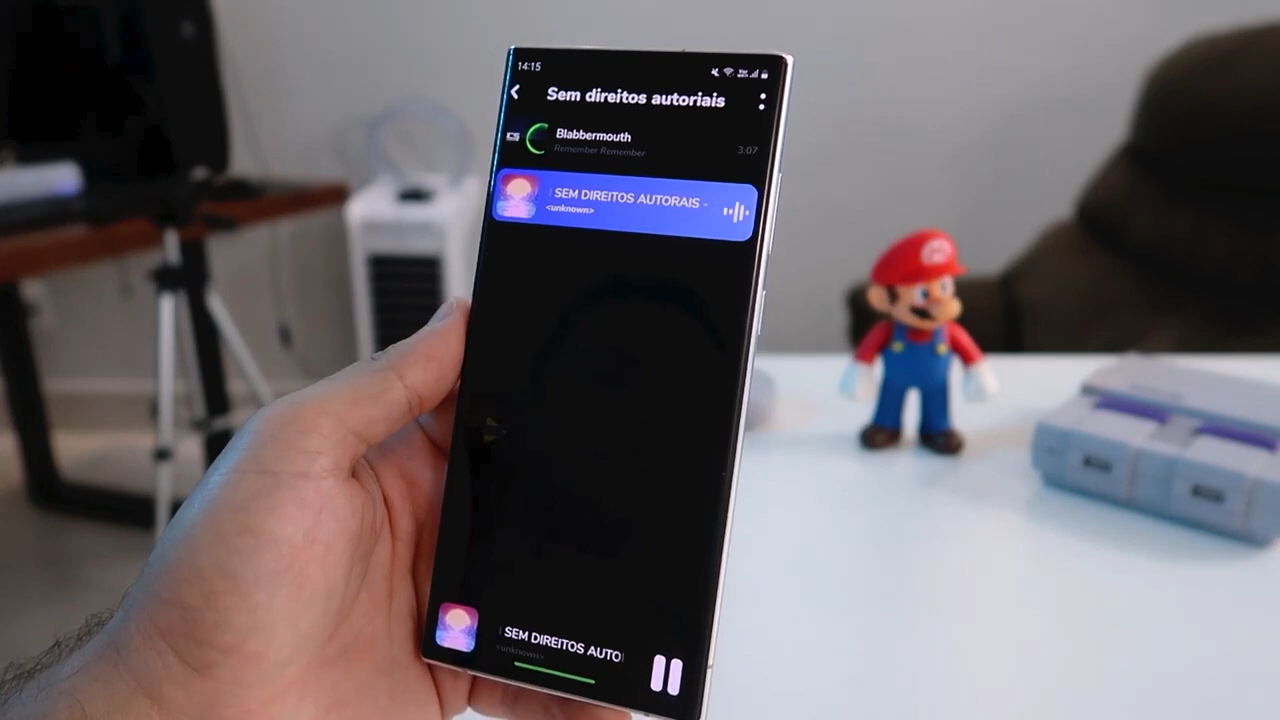 14:15
Sem direitos autoriais
Blabbermouth
Remember Remember
3:07
SEM DIREITOS AUTORAIS -
<unknown>
SEM DIREITOS AUTO
<unknown>